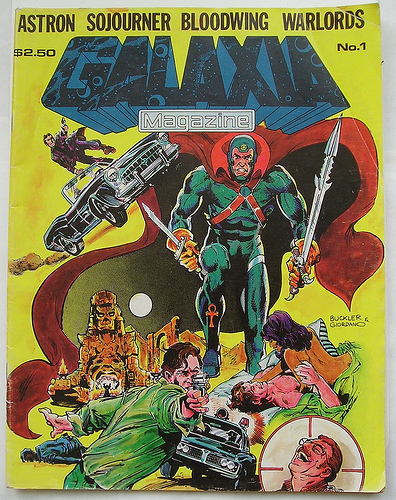 ASTRON SOJOURNER BLOODWING WARLORDS
$2.50 No.1
GALAXIA
Magazine
BUCKLER &
GIORDANO